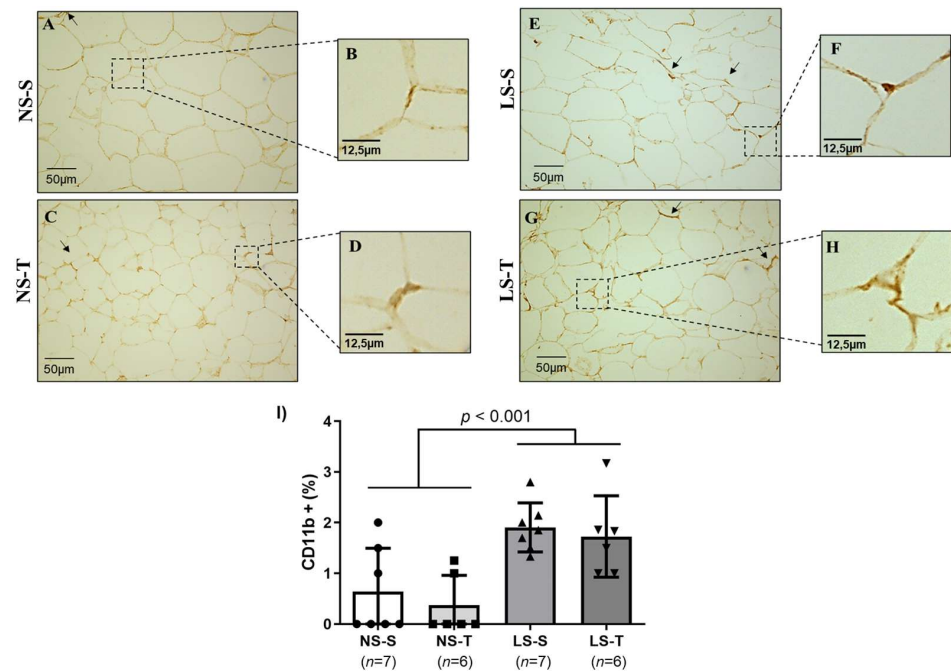 A
B
NS-S
50µm
12,5µm
C
D
NS-T
50µm
12,5µm
E
F
LS-S
50µm
12,5µm
G
H
LS-T
50µm
12,5µm
I)
p < 0.001
CD11b + (%)
4
3
2
1
0
NS-S NS-T LS-S LS-T
(n=7) (n=6) (n=7) (n=6)